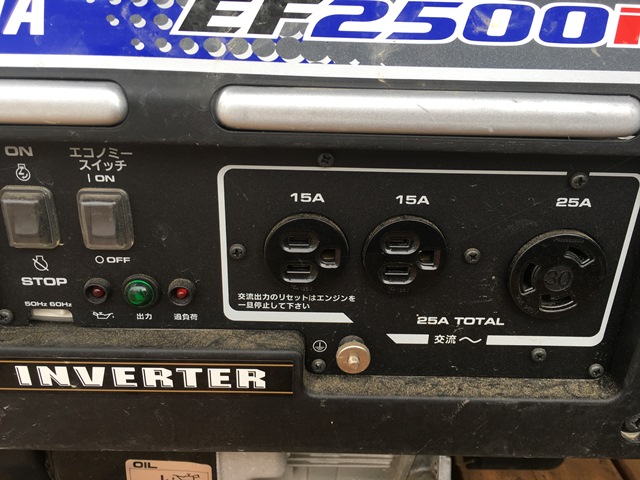 EF2500i
ON
エコノミー
スイッチ
I ON
O OFF
STOP
50Hz 60Hz
出力
過負荷
15A
15A
25A
交流出力のリセットはエンジンを
一旦停止して下さい
25A TOTAL
交流 ~
INVERTER
OIL